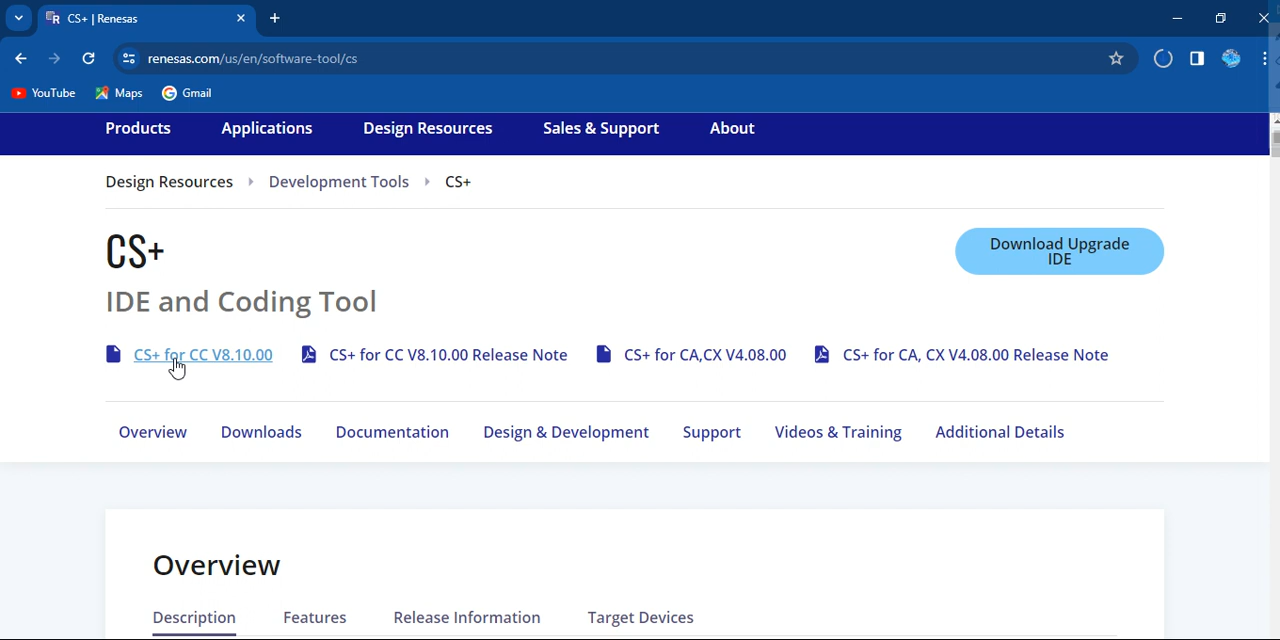 CS+ | Renesas
renesas.com/us/en/software-tool/cs
YouTube Maps Gmail
Products Applications Design Resources Sales & Support About
Design Resources Development Tools CS+
CS+
Download Upgrade
IDE
IDE and Coding Tool
CS+ for CC V8.10.00 CS+ for CC V8.10.00 Release Note CS+ for CA,CX V4.08.00 CS+ for CA, CX V4.08.00 Release Note
Overview Downloads Documentation Design & Development Support Videos & Training Additional Details
Overview
Description Features Release Information Target Devices